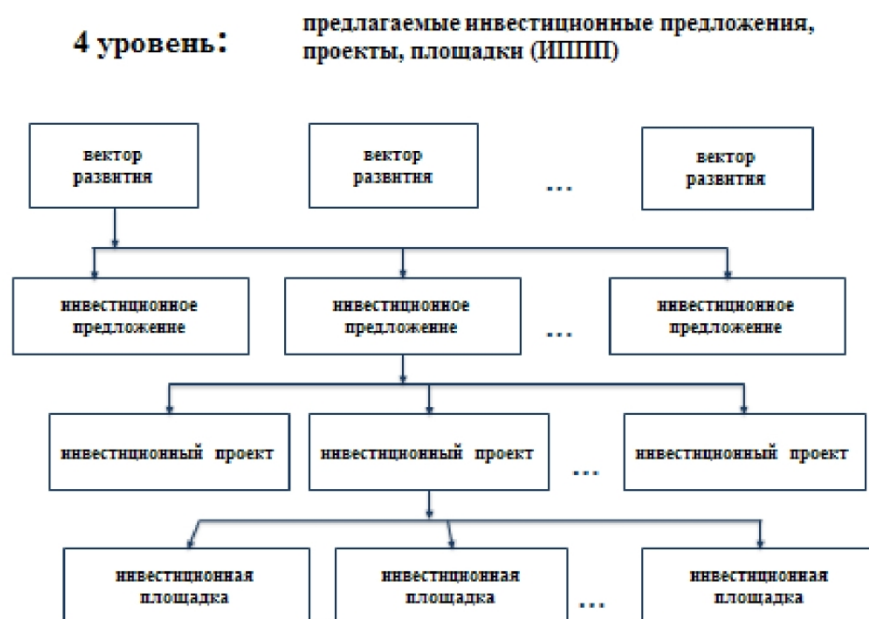 4 уровень:
предлагаемые инвестиционные предложения,
проекты, площадки (ИППП)
вектор
развития
вектор
развития
...
вектор
развития
инвестиционное
предложение
инвестиционное
предложение
...
инвестиционное
предложение
инвестиционный проект
инвестиционный проект
...
инвестиционный проект
инвестиционная
площадка
инвестиционная
площадка
...
инвестиционная
площадка